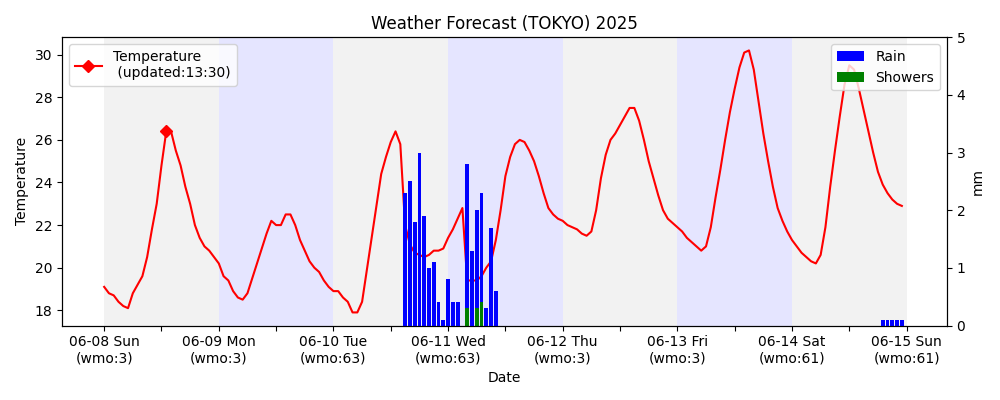 Weather Forecast (TOKYO) 2025
Temperature
(updated:13:30)
Rain
Showers
Temperature
30
28
26
24
22
20
18
5
4
3
2
1
0
mm
06-08 Sun
(wmo:3)
06-09 Mon
(wmo:3)
06-10 Tue
(wmo:63)
06-11 Wed
(wmo:63)
06-12 Thu
(wmo:3)
06-13 Fri
(wmo:3)
06-14 Sat
(wmo:61)
06-15 Sun
(wmo:61)
Date